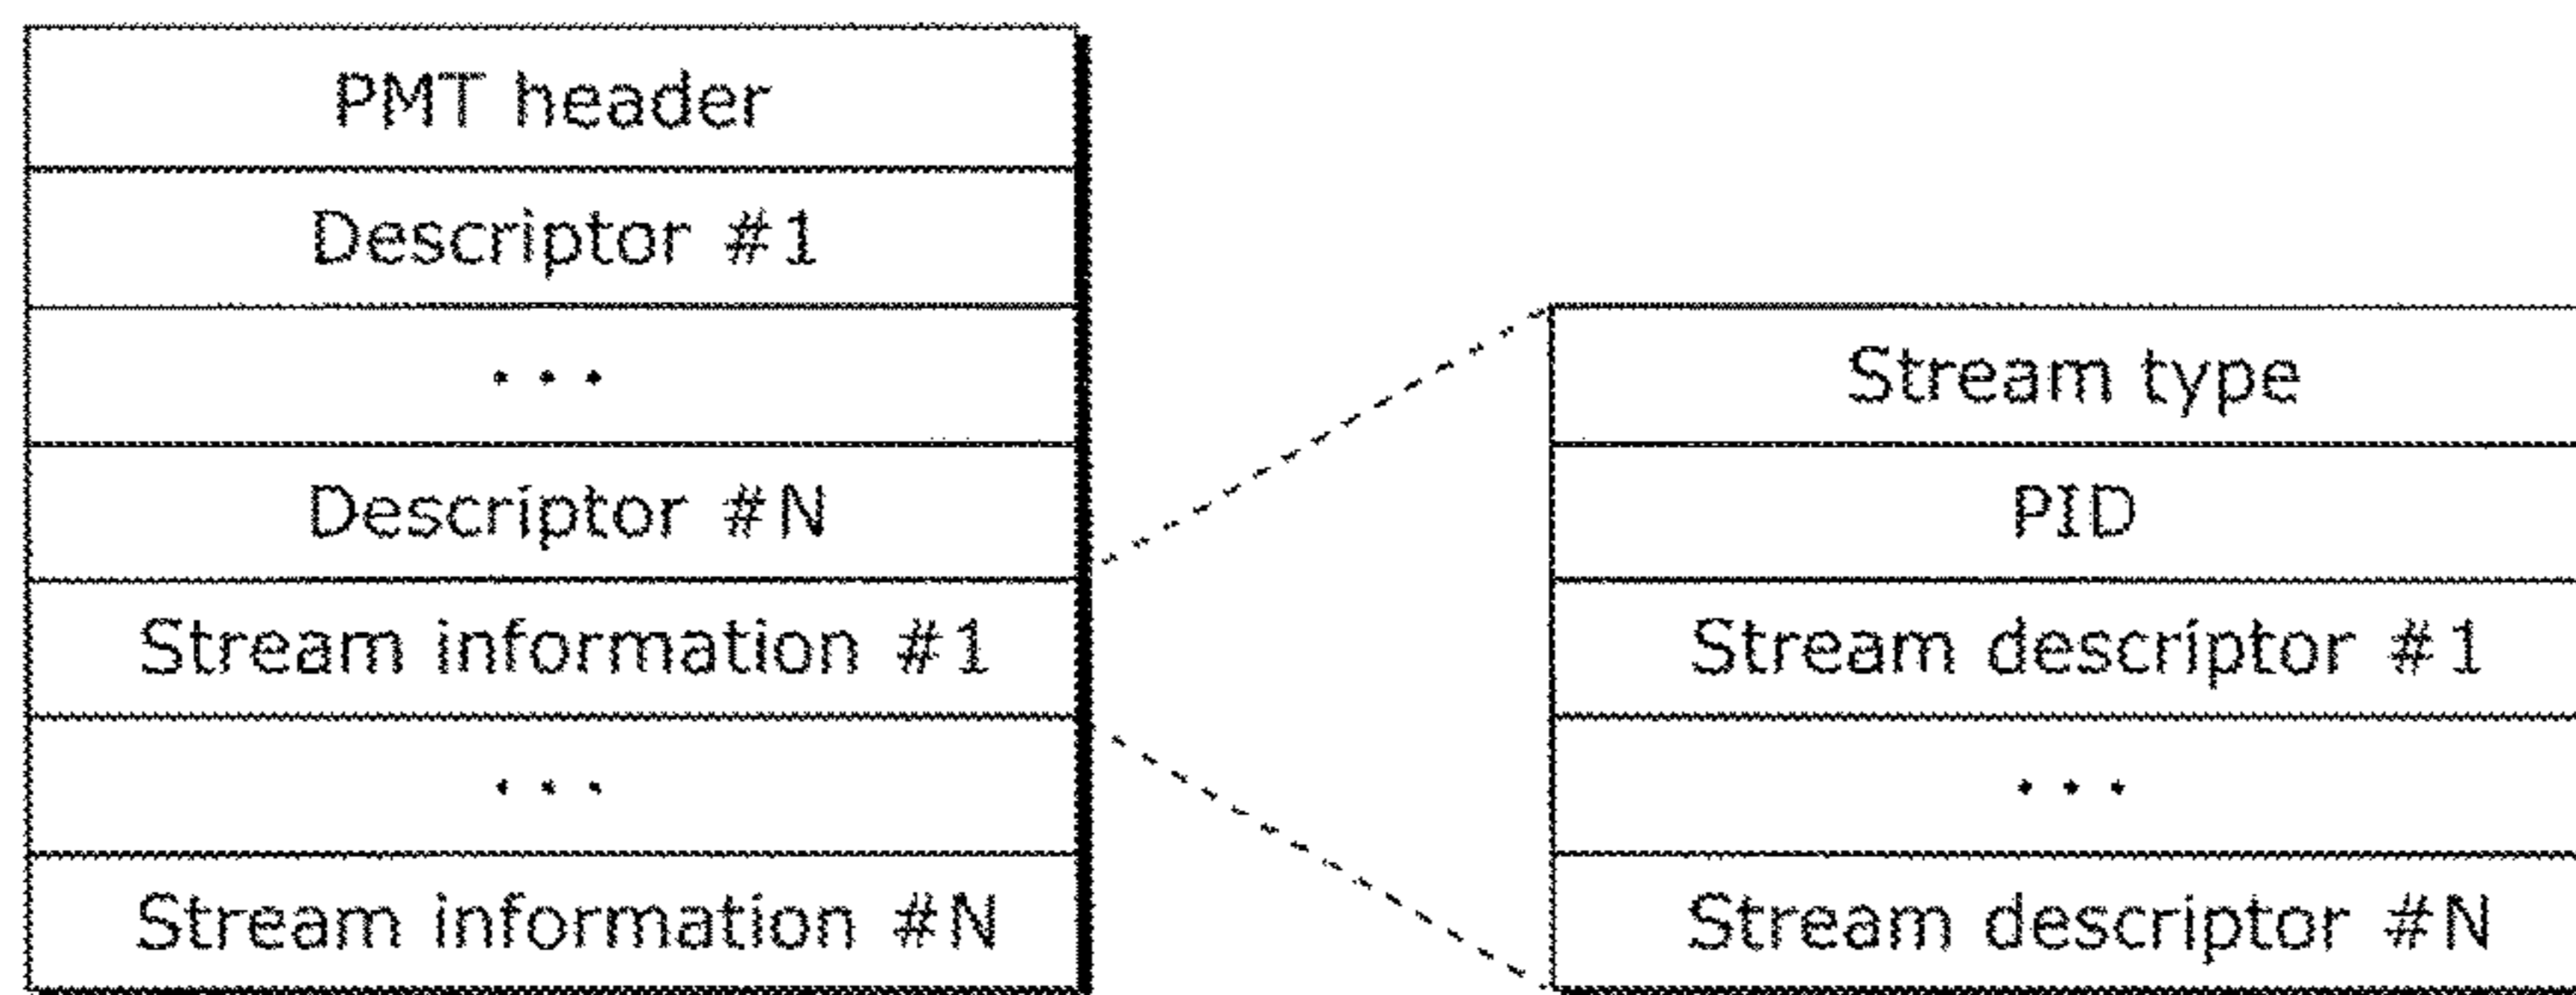 PMT header
Descriptor #1
...
Descriptor #N
Stream information #1
...
Stream information #N
Stream type
PID
Stream descriptor #1
...
Stream descriptor #N